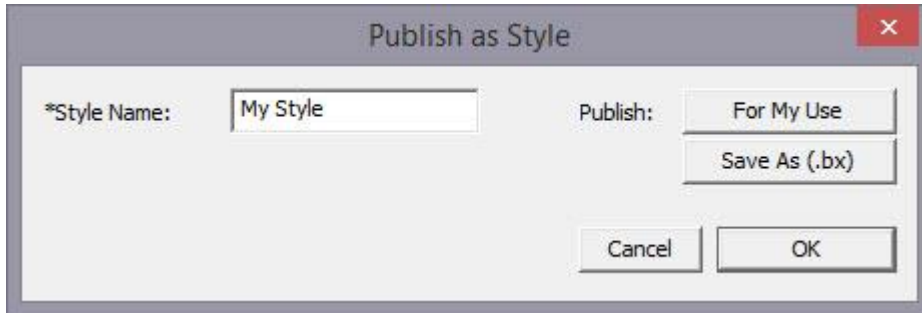 Publish as Style
*Style Name: My Style Publish: For My Use
Save As (.bx)
Cancel OK